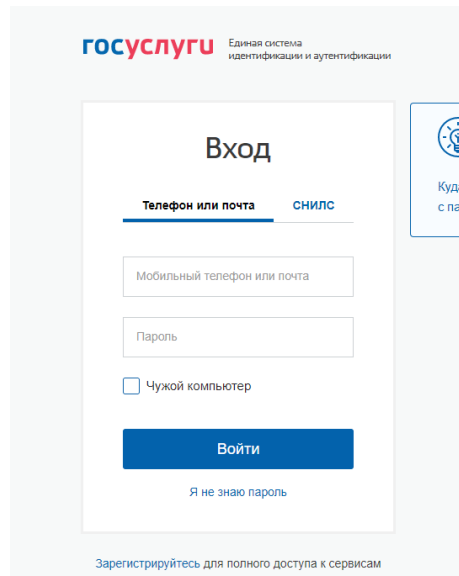 госуслуги
Единая система
идентификации и аутентификации
Вход
Телефон или почта СНИЛС
Мобильный телефон или почта
Пароль
Чужой компьютер
Войти
Я не знаю пароль
Зарегистрируйтесь для полного доступа к сервисам